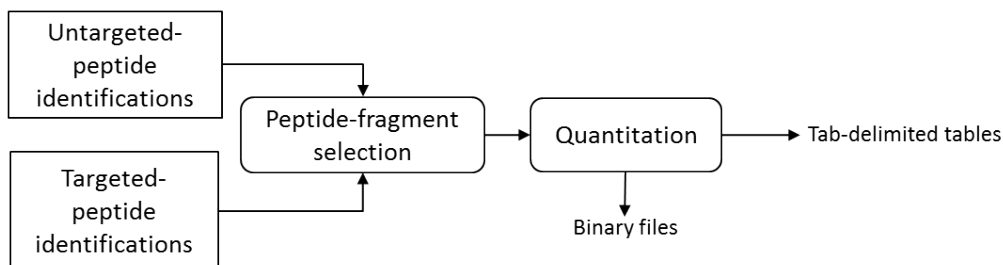 Untargeted-
peptide
identifications
Peptide-fragment
selection
Quantitation
Tab-delimited tables
Targeted-
peptide
identifications
Binary files